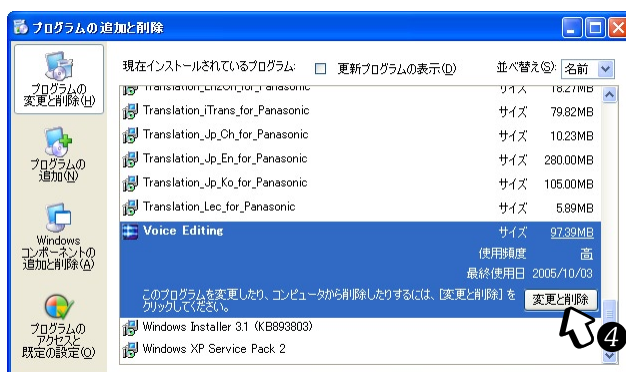 プログラムの追加と削除
現在インストールされているプログラム: 更新プログラムの表示(D) 並べ替え(S): 名前
プログラムの
変更と削除(H)
プログラムの
追加(N)
Windows
コンポーネントの
追加と削除(A)
プログラムの
アクセスと
既定の設定(O)
サイズ 18.27MB
Translation_iTrans_for_Panasonic サイズ 79.82MB
Translation_Jp_Ch_for_Panasonic サイズ 10.23MB
Translation_Jp_En_for_Panasonic サイズ 280.00MB
Translation_Jp_Ko_for_Panasonic サイズ 105.00MB
Translation_Lec_for_Panasonic サイズ 5.89MB
Voice Editing サイズ 97.39MB
使用頻度 高
最終使用日 2005/10/03
このプログラムを変更したり、コンピュータから削除したりするには、[変更と削除] を
クリックしてください。
変更と削除
Windows Installer 3.1 (KB893803)
Windows XP Service Pack 2
4